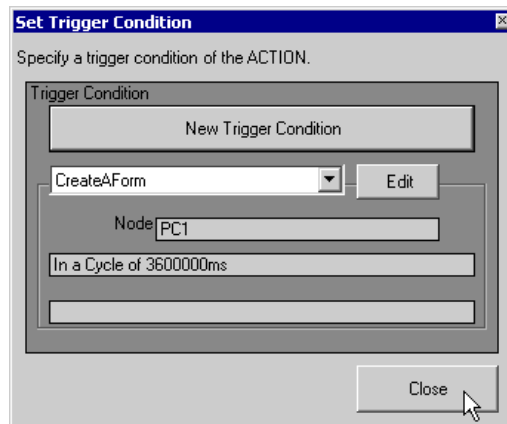 Set Trigger Condition
Specify a trigger condition of the ACTION.
Trigger Condition
New Trigger Condition
CreateAForm
Edit
Node PC1
In a Cycle of 3600000ms
Close